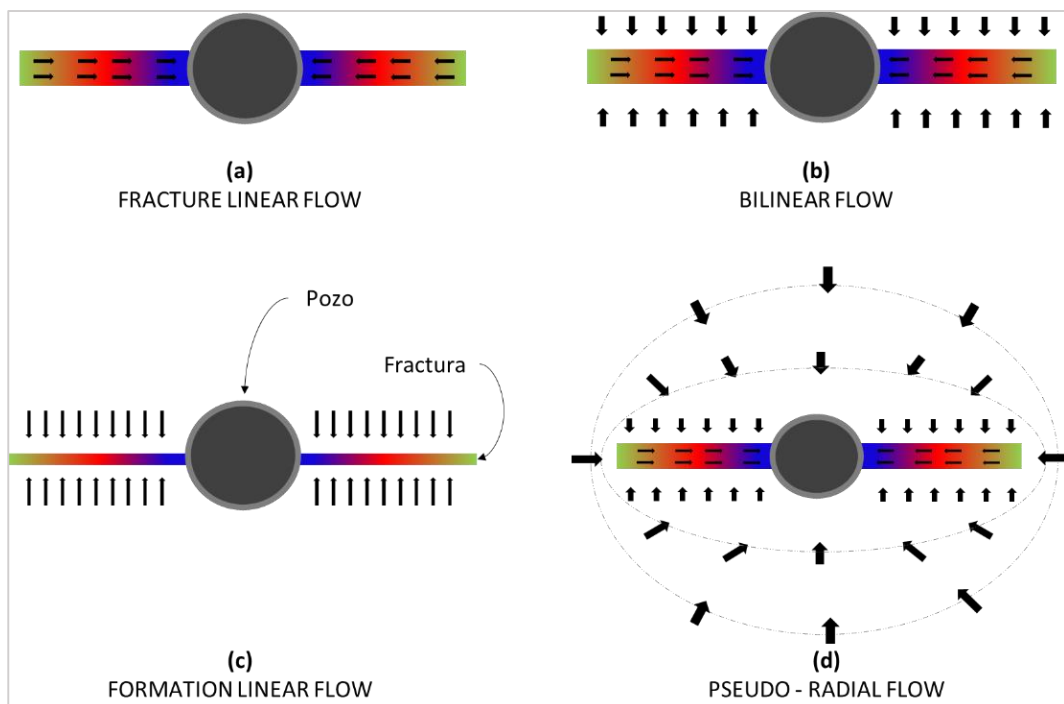 (a)
FRACTURE LINEAR FLOW
(b)
BILINEAR FLOW
Pozo
Fractura
(c)
FORMATION LINEAR FLOW
(d)
PSEUDO - RADIAL FLOW